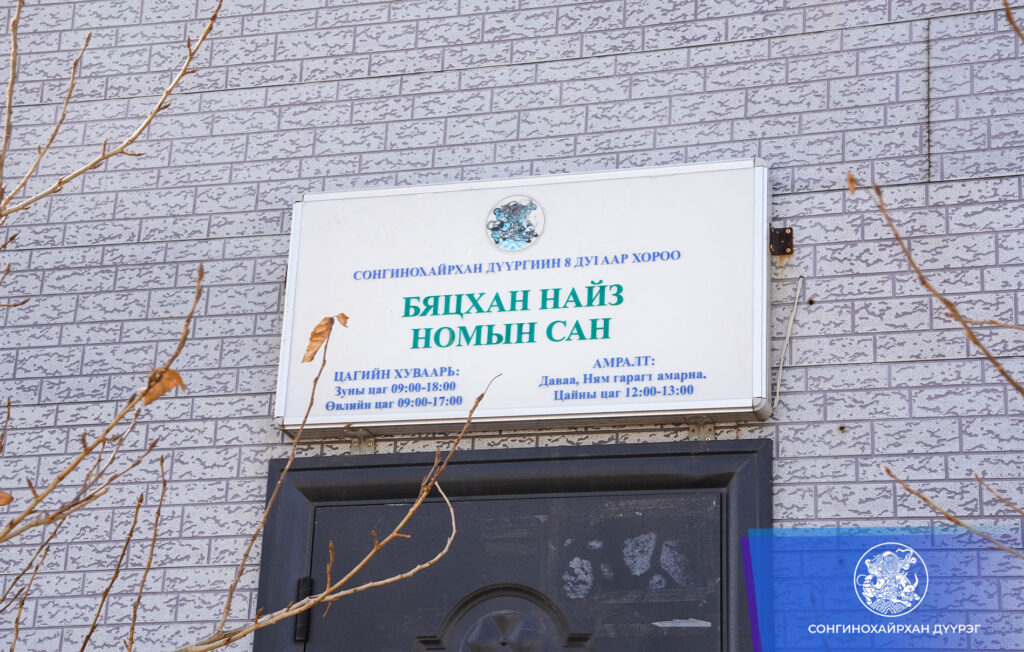 СОНГИНОХАЙРХАН ДҮҮРГИЙН 8 ДУГААР ХОРОО
БЯЦХАН НАЙЗ
НОМЫН САН
ЦАГИЙН ХУВААРЬ:
Зуны цаг 09:00-18:00
Өвлийн цаг 09:00-17:00
АМРАЛТ:
Даваа, Ням гарагт амарна.
Цайны цаг 12:00-13:00
СОНГИНОХАЙРХАН ДҮҮРЭГ